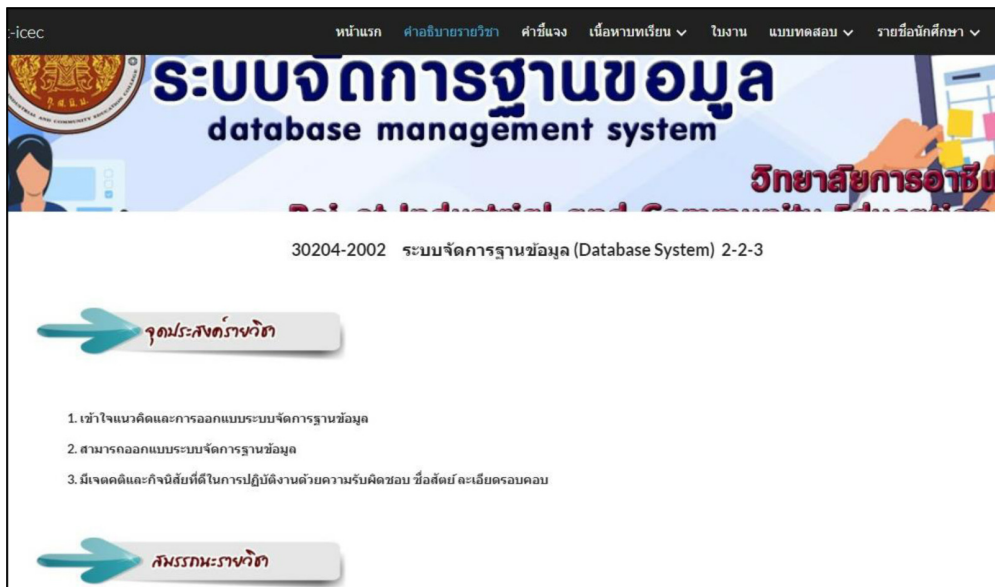 -icec
หน้าแรก คำอธิบายรายวิชา คำชี้แจง เนื้อหาบทเรียน ใบงาน แบบทดสอบ รายชื่อนักศึกษา
ระบบจัดการฐานข้อมูล
database management system
วิทยาลัยการอาชีพ
Roi-et Industrial and Community Education
30204-2002 ระบบจัดการฐานข้อมูล (Database System) 2-2-3
จุดประสงค์รายวิชา
1. เข้าใจแนวคิดและการออกแบบระบบจัดการฐานข้อมูล
2. สามารถออกแบบระบบจัดการฐานข้อมูล
3. มีเจตคติและกิจนิสัยที่ดีในการปฏิบัติงานด้วยความรับผิดชอบ ซื่อสัตย์ ละเอียดรอบคอบ
สมรรถนะรายวิชา